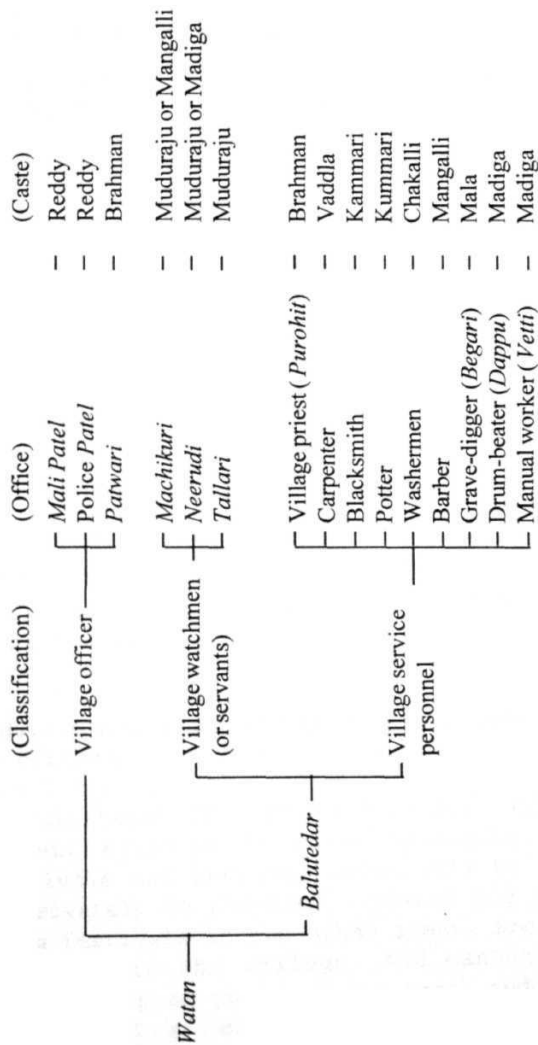 (Classification) (Office) (Caste)
Mali Patel – Reddy
Village officer Police Patel – Reddy
Patwari – Brahman
Watan
Machikuri – Muduraju or Mangalli
Village watchmen Neerudi – Muduraju or Madiga
(or servants) Tallari – Muduraju
Balutedar
Village priest (Purohit) – Brahman
Carpenter – Vaddla
Blacksmith – Kammari
Potter – Kummari
Village service Washermen – Chakalli
personnel Barber – Mangalli
Grave-digger (Begari) – Mala
Drum-beater (Dappu) – Madiga
Manual worker (Vetti) – Madiga